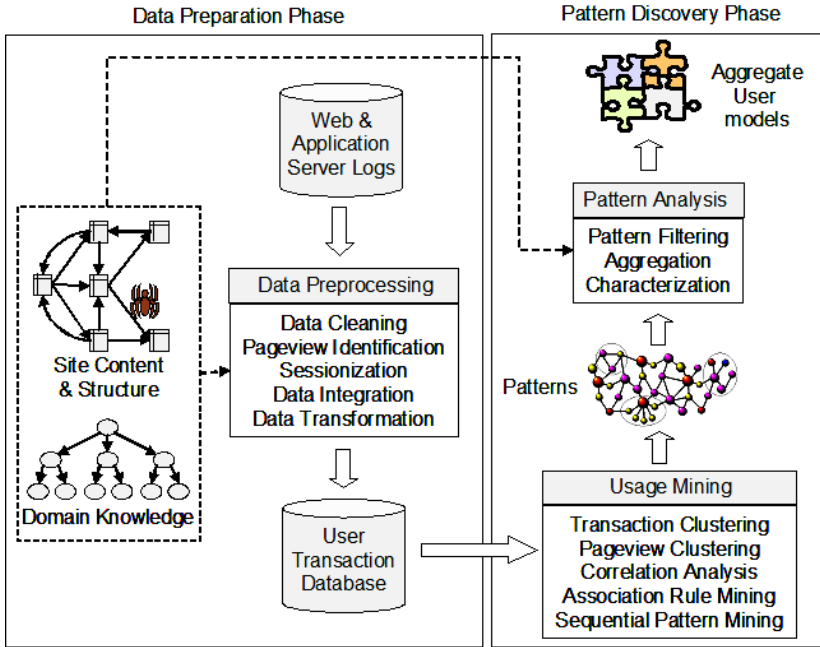 Data Preparation Phase
Pattern Discovery Phase
Web &
Application
Server Logs
Site Content
& Structure
Domain Knowledge
Data Preprocessing
Data Cleaning
Pageview Identification
Sessionization
Data Integration
Data Transformation
User
Transaction
Database
Aggregate
User
models
Pattern Analysis
Pattern Filtering
Aggregation
Characterization
Patterns
Usage Mining
Transaction Clustering
Pageview Clustering
Correlation Analysis
Association Rule Mining
Sequential Pattern Mining